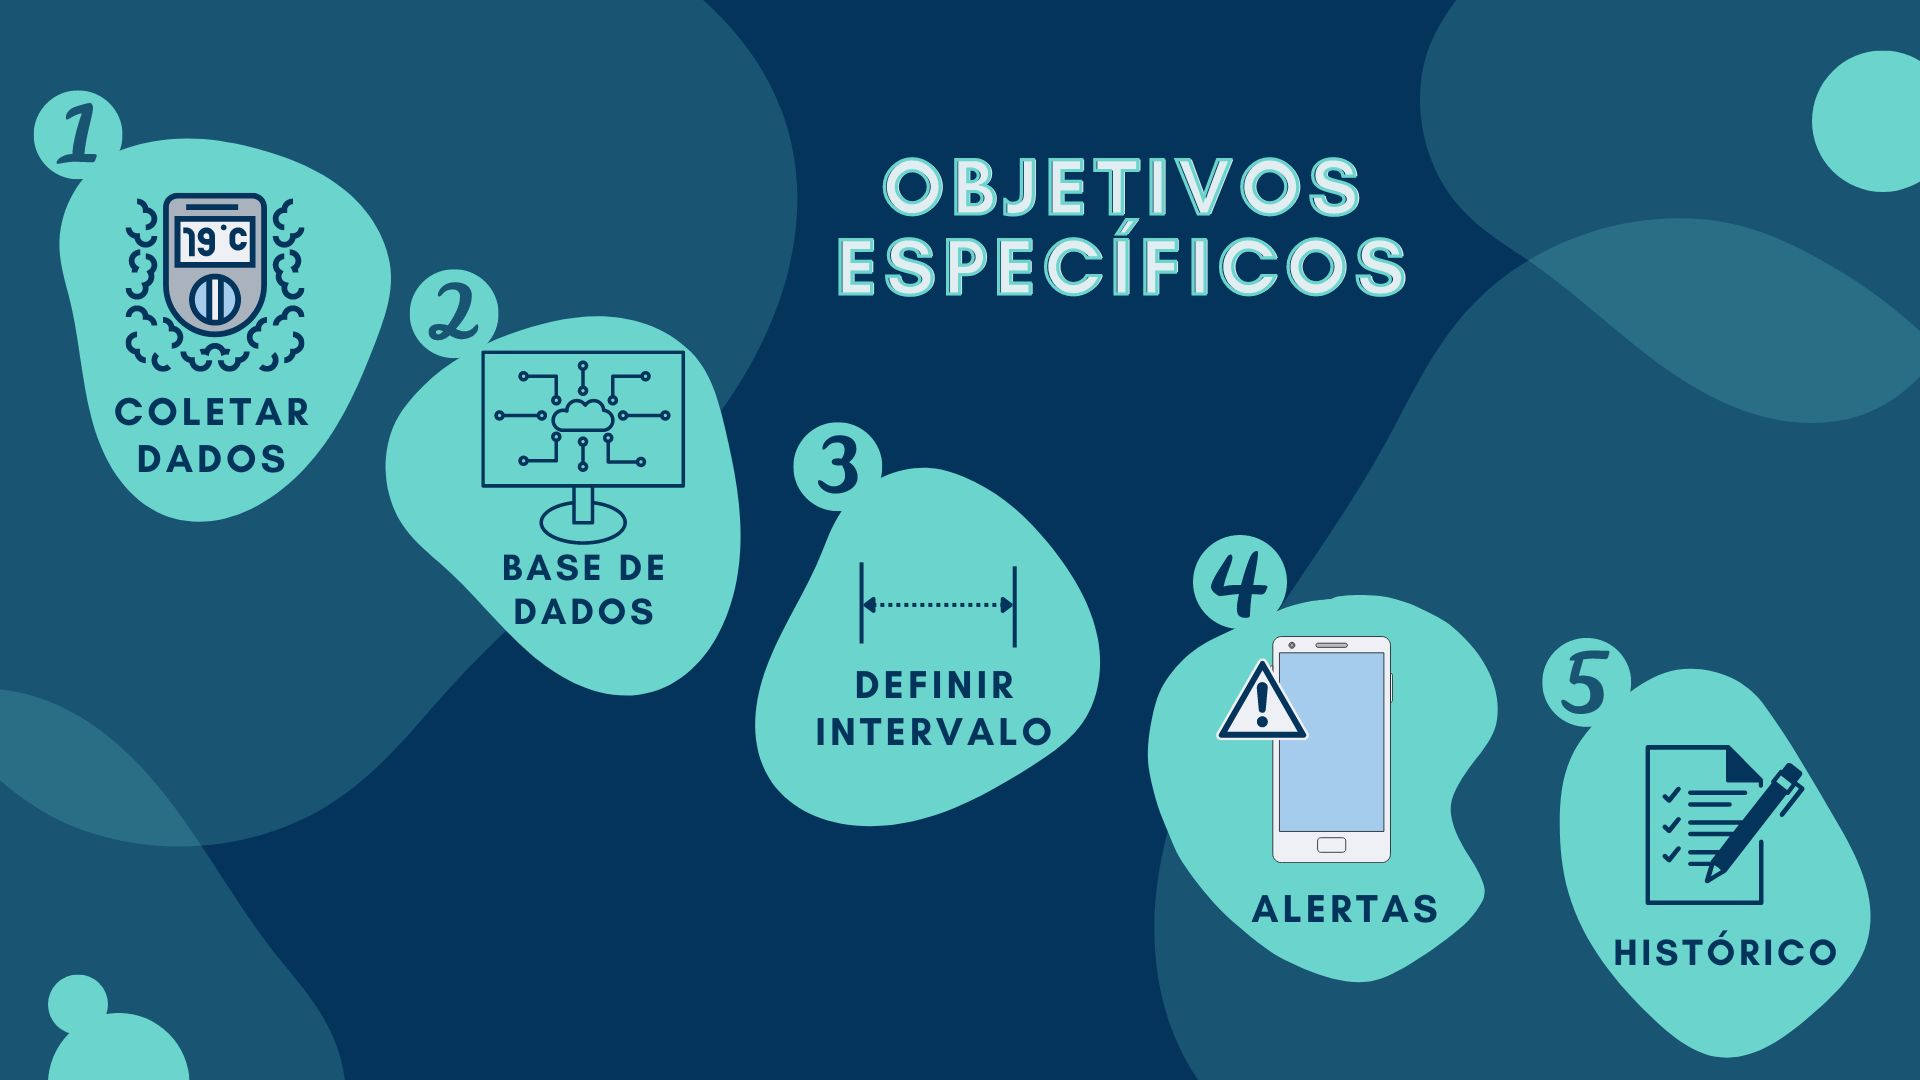 OBJETIVOS
ESPECÍFICOS
1
19°C
COLETAR
DADOS
2
BASE DE
DADOS
3
DEFINIR
INTERVALO
4
!
ALERTAS
5
HISTÓRICO